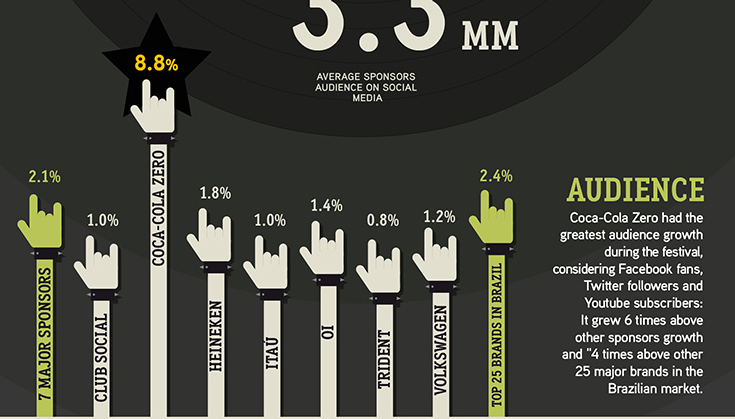 3.3 MM
AVERAGE SPONSORS
AUDIENCE ON SOCIAL
MEDIA
2.1%
7 MAJOR SPONSORS
1.0%
CLUB SOCIAL
8.8%
COCA-COLA ZERO
1.8%
HEINEKEN
1.0%
ITAÚ
1.4%
OI
0.8%
TRIDENT
1.2%
VOLKSWAGEN
2.4%
TOP 25 BRANDS IN BRAZIL
AUDIENCE
Coca-Cola Zero had the
greatest audience growth
during the festival,
considering Facebook fans,
Twitter followers and
Youtube subscribers:
It grew 6 times above
other sponsors growth
and "4 times above other
25 major brands in the
Brazilian market.